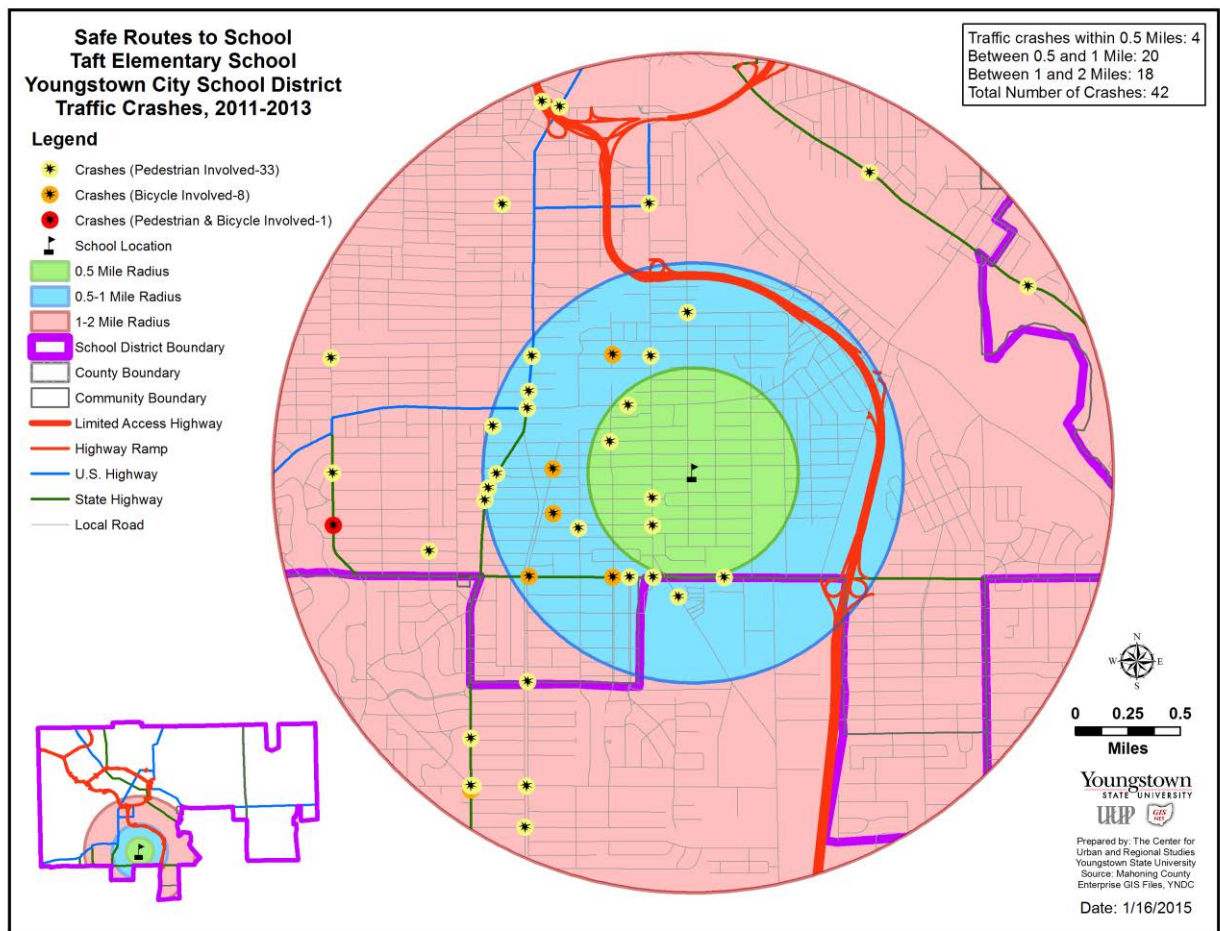 Safe Routes to School
Taft Elementary School
Youngstown City School District
Traffic Crashes, 2011-2013
Legend
Crashes (Pedestrian Involved-33)
Crashes (Bicycle Involved-8)
Crashes (Pedestrian & Bicycle Involved-1)
School Location
0.5 Mile Radius
0.5-1 Mile Radius
1-2 Mile Radius
School District Boundary
County Boundary
Community Boundary
Limited Access Highway
Highway Ramp
U.S. Highway
State Highway
Local Road
Traffic crashes within 0.5 Miles: 4
Between 0.5 and 1 Mile: 20
Between 1 and 2 Miles: 18
Total Number of Crashes: 42
N
W E
S
0 0.25 0.5
Miles
Youngstown
STATE UNIVERSITY
GIS
NET
Prepared by: The Center for
Urban and Regional Studies
Youngstown State University
Source: Mahoning County
Enterprise GIS Files, YNDC
Date: 1/16/2015